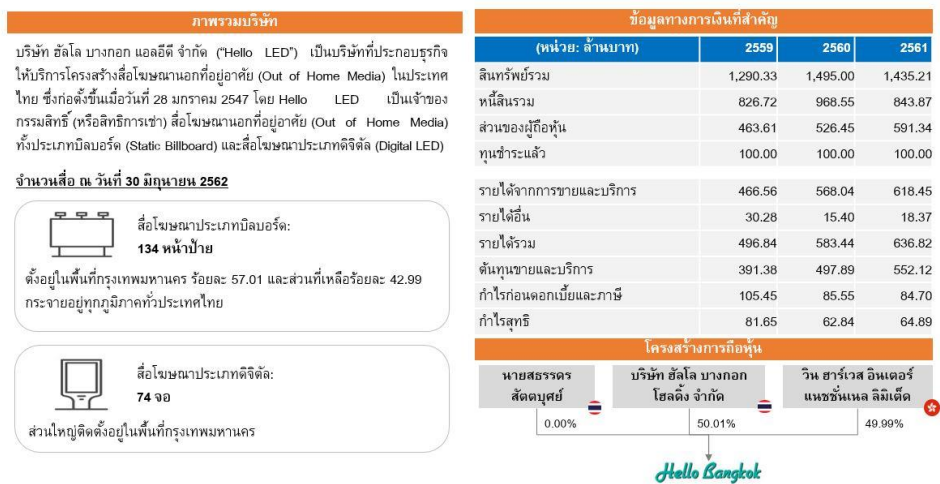 ภาพรวมบริษัท
บริษัท ฮัลโล บางกอก แอลอีดี จำกัด ("Hello LED") เป็นบริษัทที่ประกอบธุรกิจ
ให้บริการโครงสร้างสื่อโฆษณานอกที่อยู่อาศัย (Out of Home Media) ในประเทศ
ไทย ซึ่งก่อตั้งขึ้นเมื่อวันที่ 28 มกราคม 2547 โดย Hello LED เป็นเจ้าของ
กรรมสิทธิ์ (หรือสิทธิการเช่า) สื่อโฆษณานอกที่อยู่อาศัย (Out of Home Media)
ทั้งประเภทบิลบอร์ด (Static Billboard) และสื่อโฆษณาประเภทดิจิตัล (Digital LED)
จำนวนสื่อ ณ วันที่ 30 มิถุนายน 2562
สื่อโฆษณาประเภทบิลบอร์ด:
134 หน้าป้าย
ตั้งอยู่ในพื้นที่กรุงเทพมหานคร ร้อยละ 57.01 และส่วนที่เหลือร้อยละ 42.99
กระจายอยู่ทุกภูมิภาคทั่วประเทศไทย
สื่อโฆษณาประเภทดิจิตัล:
74 จอ
ส่วนใหญ่ติดตั้งอยู่ในพื้นที่กรุงเทพมหานคร
ข้อมูลทางการเงินที่สำคัญ
(หน่วย: ล้านบาท) 2559 2560 2561
สินทรัพย์รวม 1,290.33 1,495.00 1,435.21
หนี้สินรวม 826.72 968.55 843.87
ส่วนของผู้ถือหุ้น 463.61 526.45 591.34
ทุนชำระแล้ว 100.00 100.00 100.00
รายได้จากการขายและบริการ 466.56 568.04 618.45
รายได้อื่น 30.28 15.40 18.37
รายได้รวม 496.84 583.44 636.82
ต้นทุนขายและบริการ 391.38 497.89 552.12
กำไรก่อนดอกเบี้ยและภาษี 105.45 85.55 84.70
กำไรสุทธิ 81.65 62.84 64.89
โครงสร้างการถือหุ้น
นายสธรรดร
สัตตบุศย์
บริษัท ฮัลโล บางกอก
โฮลดิ้ง จำกัด
วิน ฮาร์เวส อินเตอร์
แนชชั่นเนล ลิมิเต็ด
0.00% 50.01% 49.99%
Hello Bangkok